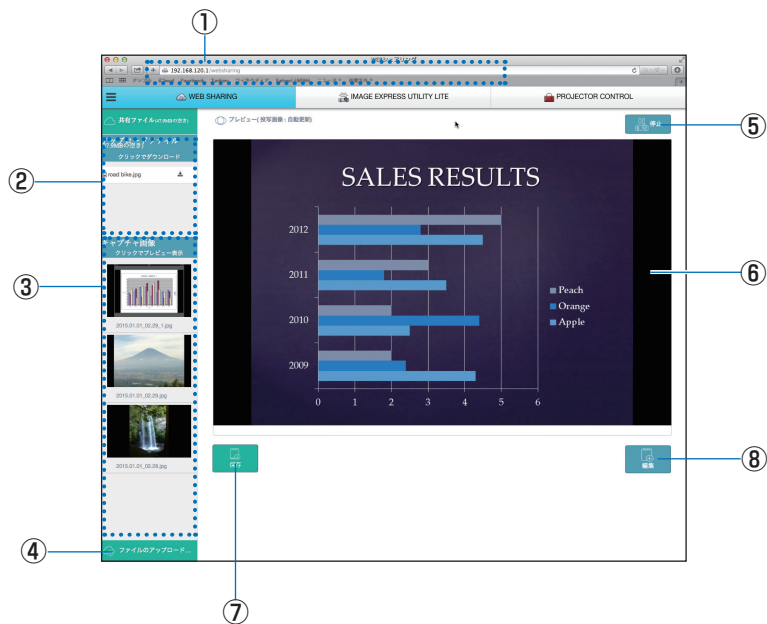 ①
192.168.120.1/websharing
WEB SHARING
IMAGE EXPRESS UTILITY LITE
PROJECTOR CONTROL
共有ファイル
プレビュー( 投写画像 : 自動更新)
停止
⑤
クリックでダウンロード
②
road bike.jpg
SALES RESULTS
2012
2011
2010
2009
0 1 2 3 4 5 6
Peach
Orange
Apple
⑥
キャプチャ画像
クリックでプレビュー表示
③
2015.01.01_02.29_1.jpg
2015.01.01_02.29.jpg
2015.01.01_02.28.jpg
保存
編集
⑧
④
ファイルのアップロード...
⑦